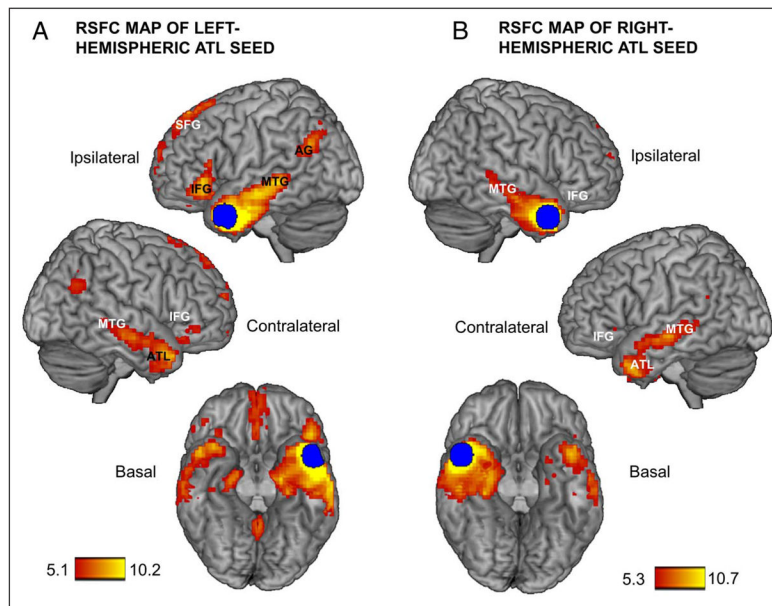 A
RSFC MAP OF LEFT-
HEMISPHERIC ATL SEED
B
RSFC MAP OF RIGHT-
HEMISPHERIC ATL SEED
SFG
Ipsilateral
AG
MTG
IFG
Ipsilateral
MTG
IFG
IFG
MTG
ATL
Contralateral
Contralateral
IFG
MTG
ATL
Basal
Basal
5.1
10.2
5.3
10.7